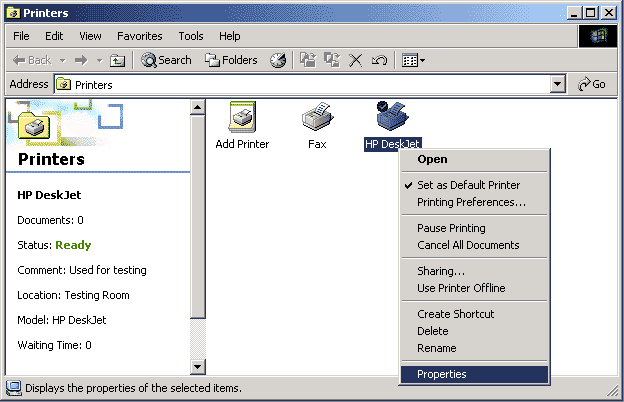 Printers
File Edit View Favorites Tools Help
Back Search Folders
Address Printers Go
Printers
HP DeskJet
Documents: 0
Status: Ready
Comment: Used for testing
Location: Testing Room
Model: HP DeskJet
Waiting Time: 0
Add Printer Fax HP DeskJet
Open
Set as Default Printer
Printing Preferences...
Pause Printing
Cancel All Documents
Sharing...
Use Printer Offline
Create Shortcut
Delete
Rename
Properties
Displays the properties of the selected items.